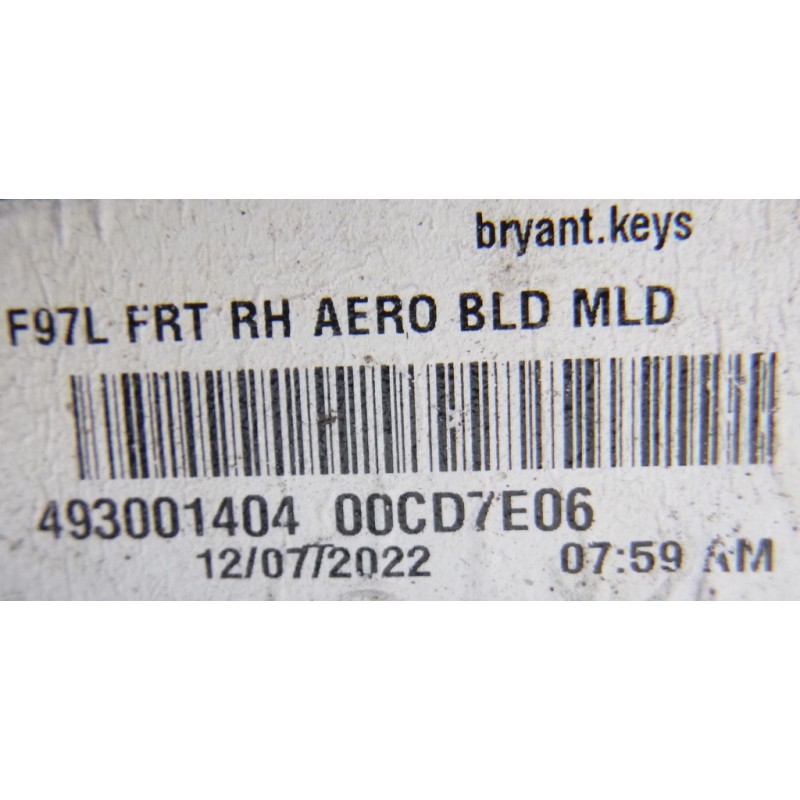 bryant.keys
F97L FRT RH AERO BLD MLD
493001404 00CD7E06
12/07/2022 07:59 AM